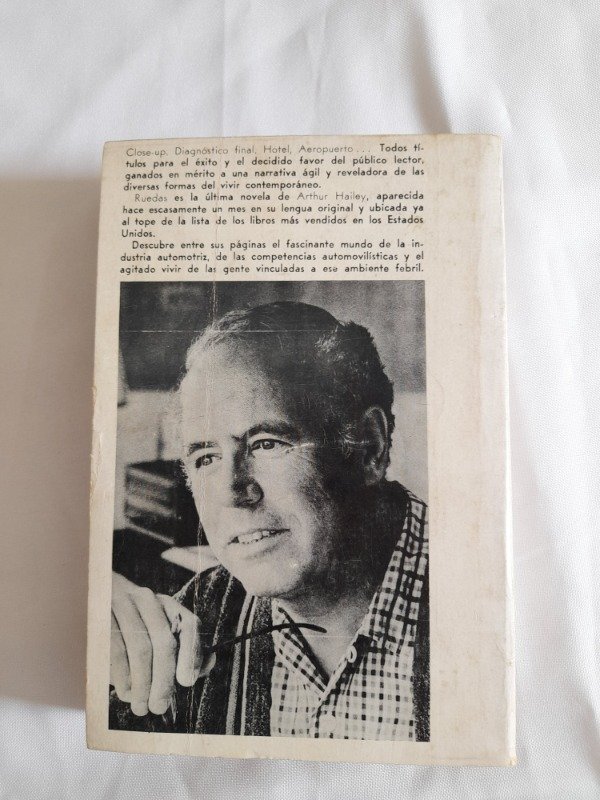 Close-up. Diagnóstico final, Hotel, Aeropuerto... Todos tí-
tulos para el éxito y el decidido favor del público lector,
ganados en mérito a una narrativa ágil y reveladora de las
diversas formas del vivir contemporáneo.
Ruedas es la última novela de Arthur Hailey, aparecida
hace escasamente un mes en su lengua original y ubicada ya
al tope de la lista de los libros más vendidos en los Estados
Unidos.
Descubre entre sus páginas el fascinante mundo de la in-
dustria automotriz, de las competencias automovilísticas y el
agitado vivir de las gente vinculadas a ese ambiente febril.